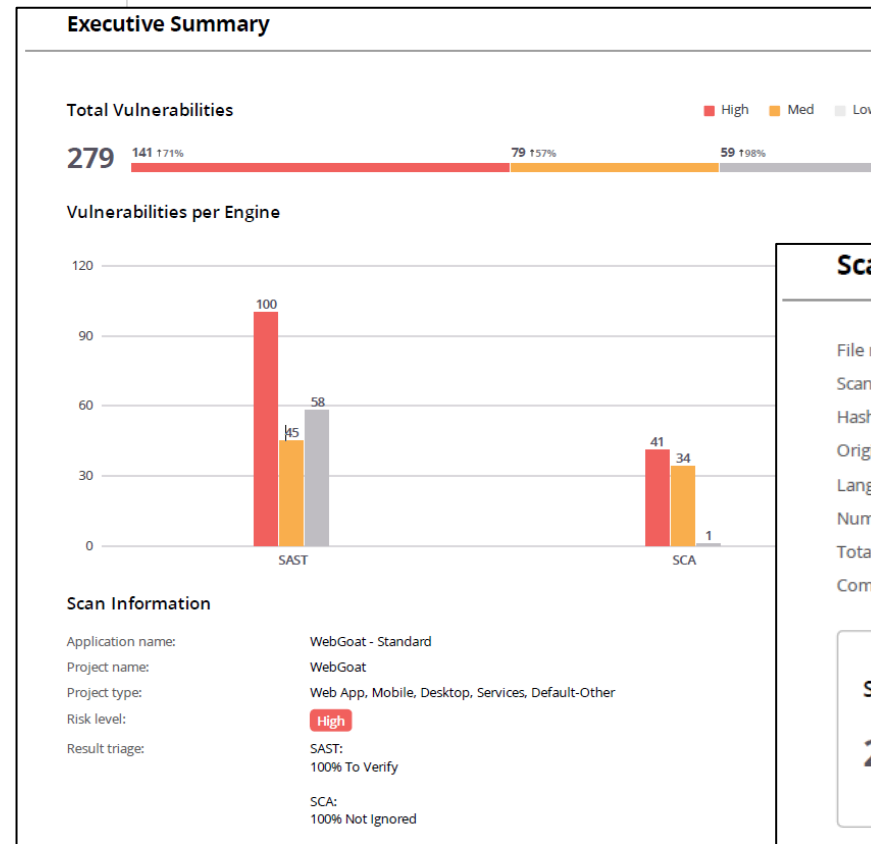 Executive Summary
Total Vulnerabilities
High Med
279 141 ↑71% 79 ↑57% 59 ↑98%
Vulnerabilities per Engine
120
90
60
30
0
100
45
58
41
34
1
SAST
SCA
Scan Information
Application name: WebGoat - Standard
Project name: WebGoat
Project type: Web App, Mobile, Desktop, Services, Default-Other
Risk level: High
Result triage: SAST:
100% To Verify
SCA:
100% Not Ignored
File